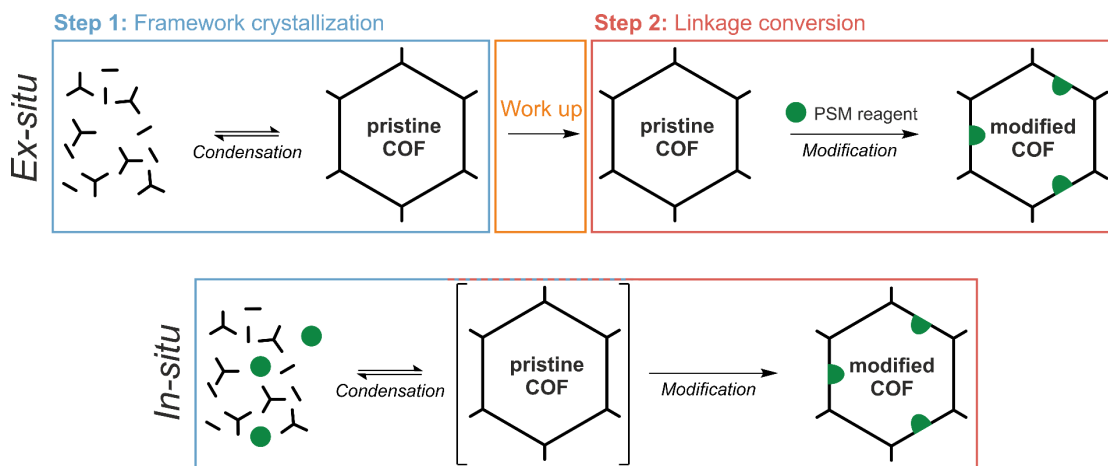 Step 1: Framework crystallization
Step 2: Linkage conversion
Ex-situ
Condensation
pristine
COF
Work up
pristine
COF
PSM reagent
Modification
modified
COF
In-situ
Condensation
pristine
COF
Modification
modified
COF